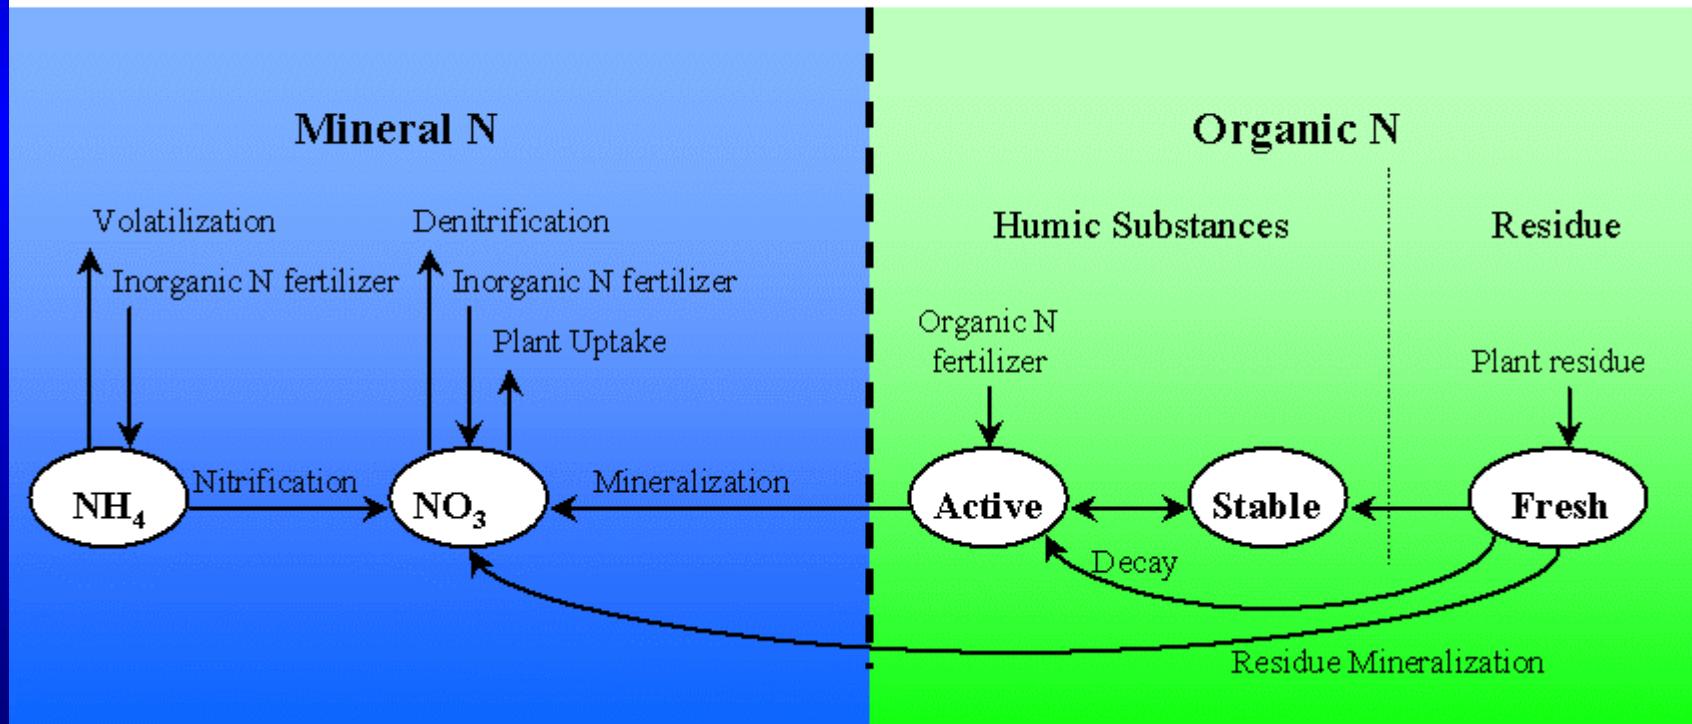 Mineral N
Organic N
Volatilization
Denitrification
Humic Substances
Residue
Inorganic N fertilizer
Inorganic N fertilizer
Plant Uptake
Organic N
fertilizer
Plant residue
NH₄
Nitrification
NO₃
Mineralization
Active
Stable
Fresh
Decay
Residue Mineralization